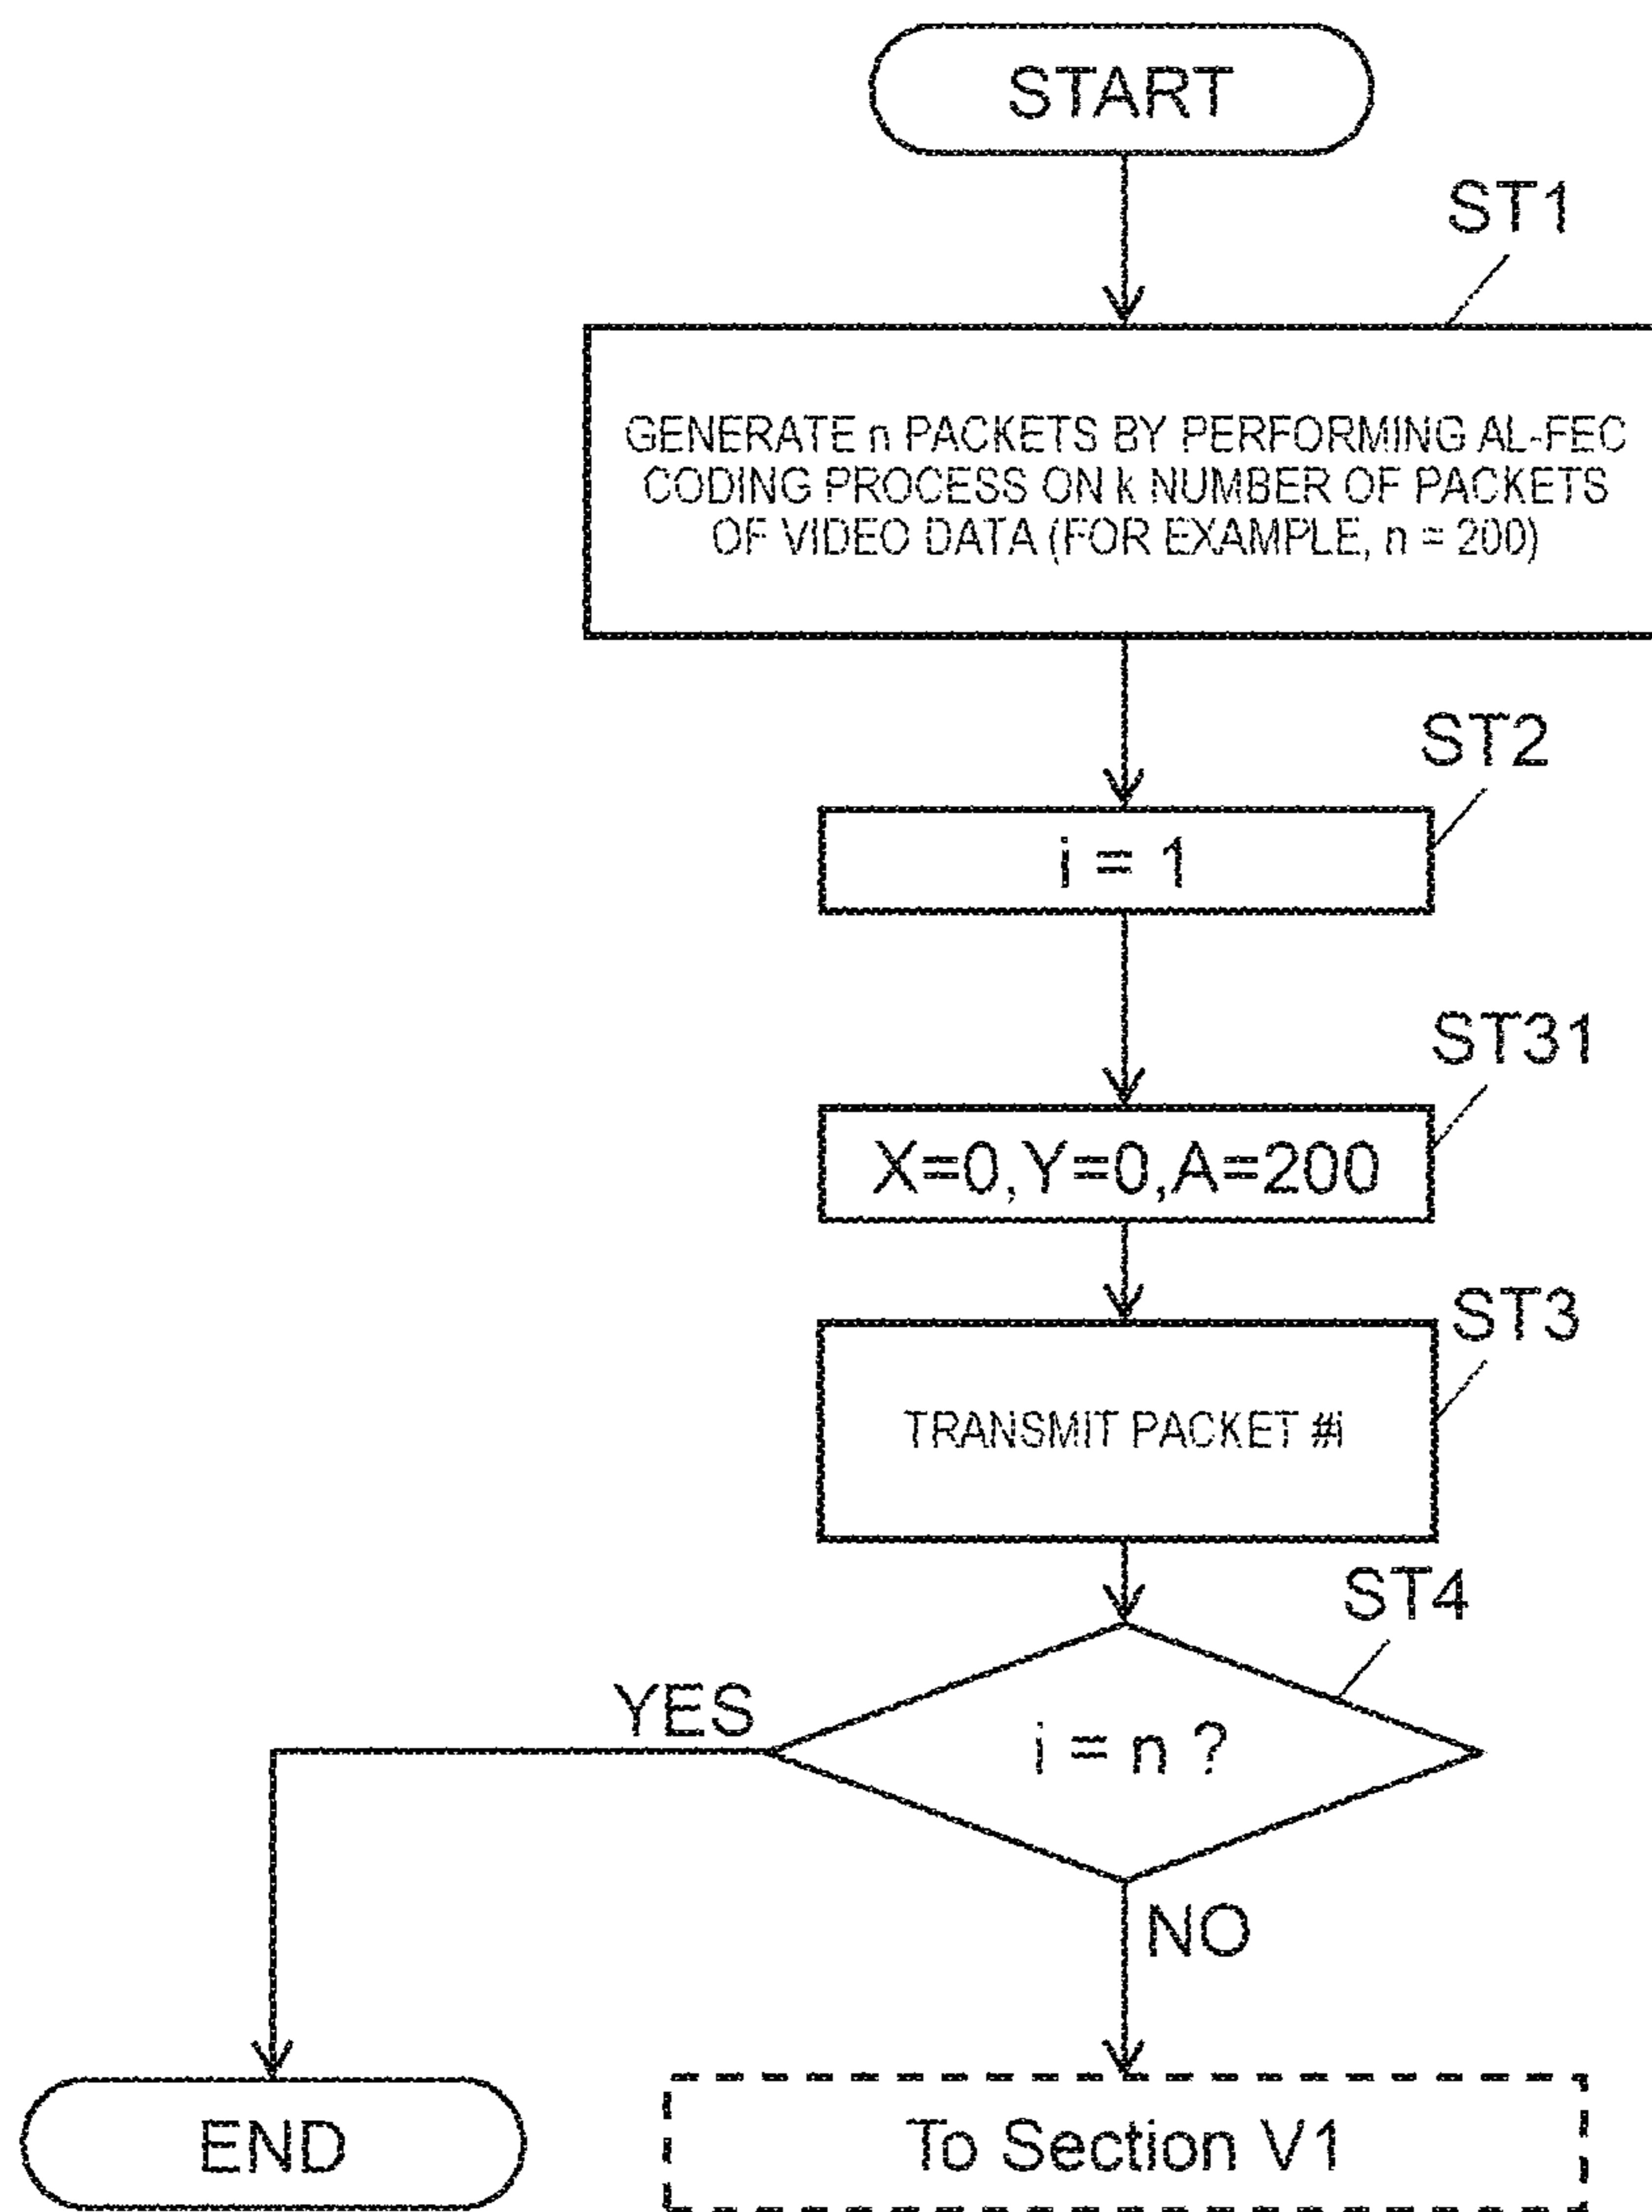 START
ST1
GENERATE n PACKETS BY PERFORMING AL-FEC
CODING PROCESS ON k NUMBER OF PACKETS
OF VIDEO DATA (FOR EXAMPLE, n = 200)
ST2
i = 1
ST31
X=0,Y=0,A=200
ST3
TRANSMIT PACKET #i
ST4
YES
i = n ?
NO
END
To Section V1